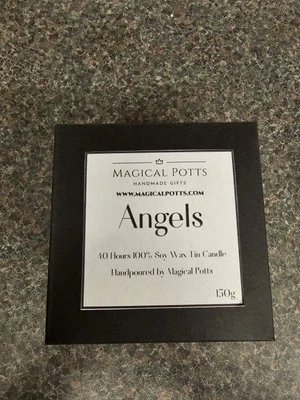 MAGICAL POTTS
HANDMADE GIFTS
WWW.MAGICALPOTTS.COM
Angels
40 Hours 100% Soy Wax Tin Candle
Handpoured by Magical Potts
150g